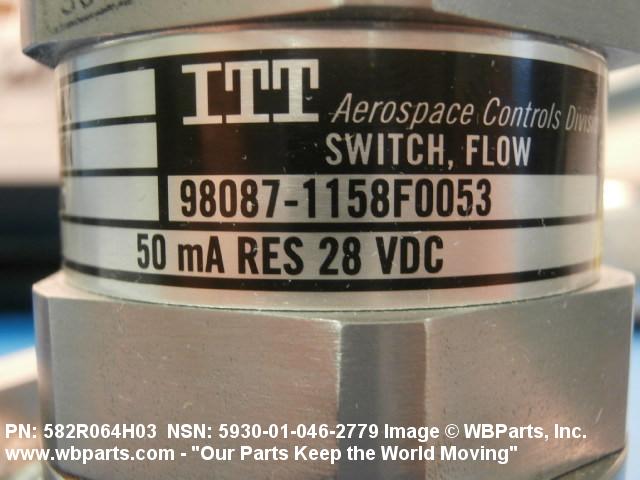 ITT Aerospace Controls Division
SWITCH, FLOW
98087-1158F0053
50 mA RES 28 VDC
PN: 582R064H03 NSN: 5930-01-046-2779 Image © WBParts, Inc.
www.wbparts.com - "Our Parts Keep the World Moving"